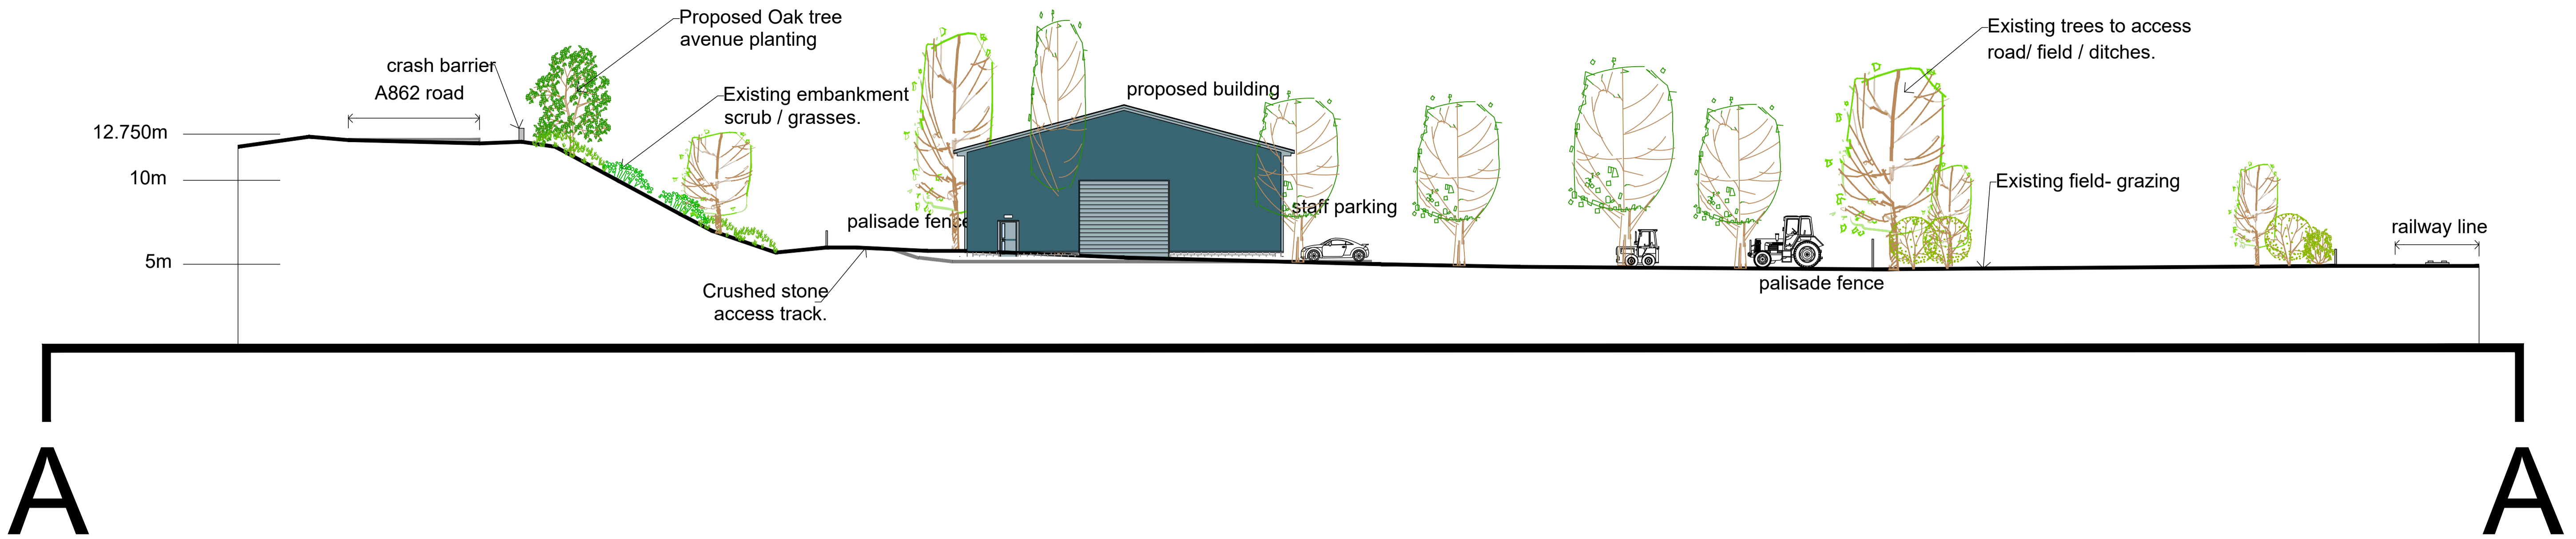 Proposed Oak tree
avenue planting
crash barrier
A862 road
Existing embankment
scrub / grasses.
proposed building
Existing trees to access
road/ field / ditches.
12.750m
10m
5m
palisade fence
staff parking
Existing field- grazing
railway line
Crushed stone
access track.
palisade fence
A
A